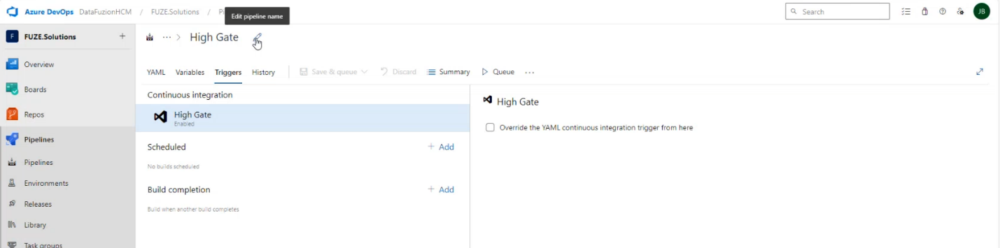 Azure DevOps DataFuzionHCM / FUZE.Solutions / Pi
Edit pipeline name
Search
JB
F FUZE.Solutions +
... > High Gate
Overview
YAML Variables Triggers History Save & queue Discard Summary Queue ...
Boards
Continuous integration
High Gate
Enabled
High Gate
Override the YAML continuous integration trigger from here
Repos
Pipelines
Scheduled + Add
No builds scheduled
Pipelines
Environments
Build completion + Add
Build when another build completes
Releases
Library
Task groups